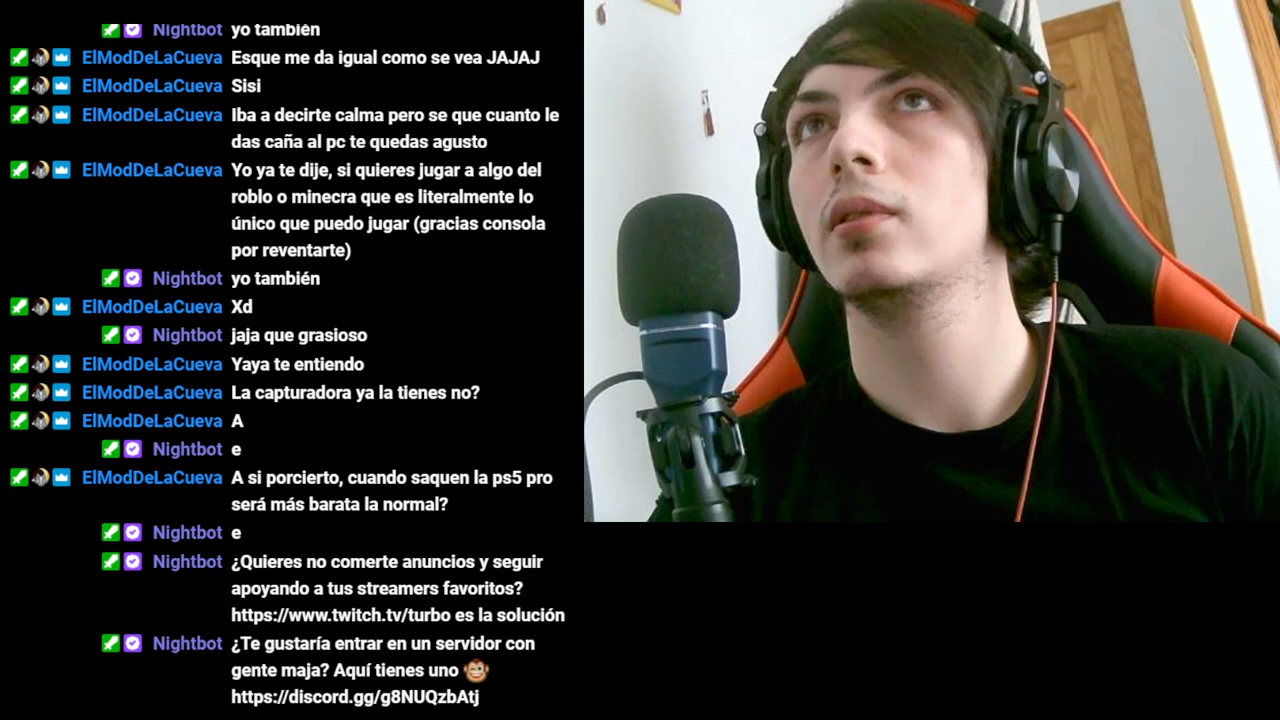 Nightbot yo también
ElModDeLaCueva Esque me da igual como se vea JAJAJ
ElModDeLaCueva Sisi
ElModDeLaCueva Iba a decirte calma pero se que cuanto le
das caña al pc te quedas agusto
ElModDeLaCueva Yo ya te dije, si quieres jugar a algo del
roblo o minecra que es literalmente lo
único que puedo jugar (gracias consola
por reventarte)
Nightbot yo también
ElModDeLaCueva Xd
Nightbot jaja que grasioso
ElModDeLaCueva Yaya te entiendo
ElModDeLaCueva La capturadora ya la tienes no?
ElModDeLaCueva A
Nightbot e
ElModDeLaCueva A si porcierto, cuando saquen la ps5 pro
será más barata la normal?
Nightbot e
Nightbot ¿Quieres no comerte anuncios y seguir
apoyando a tus streamers favoritos?
https://www.twitch.tv/turbo es la solución
Nightbot ¿Te gustaría entrar en un servidor con
gente maja? Aquí tienes uno 🐵
https://discord.gg/g8NUQzbAtj